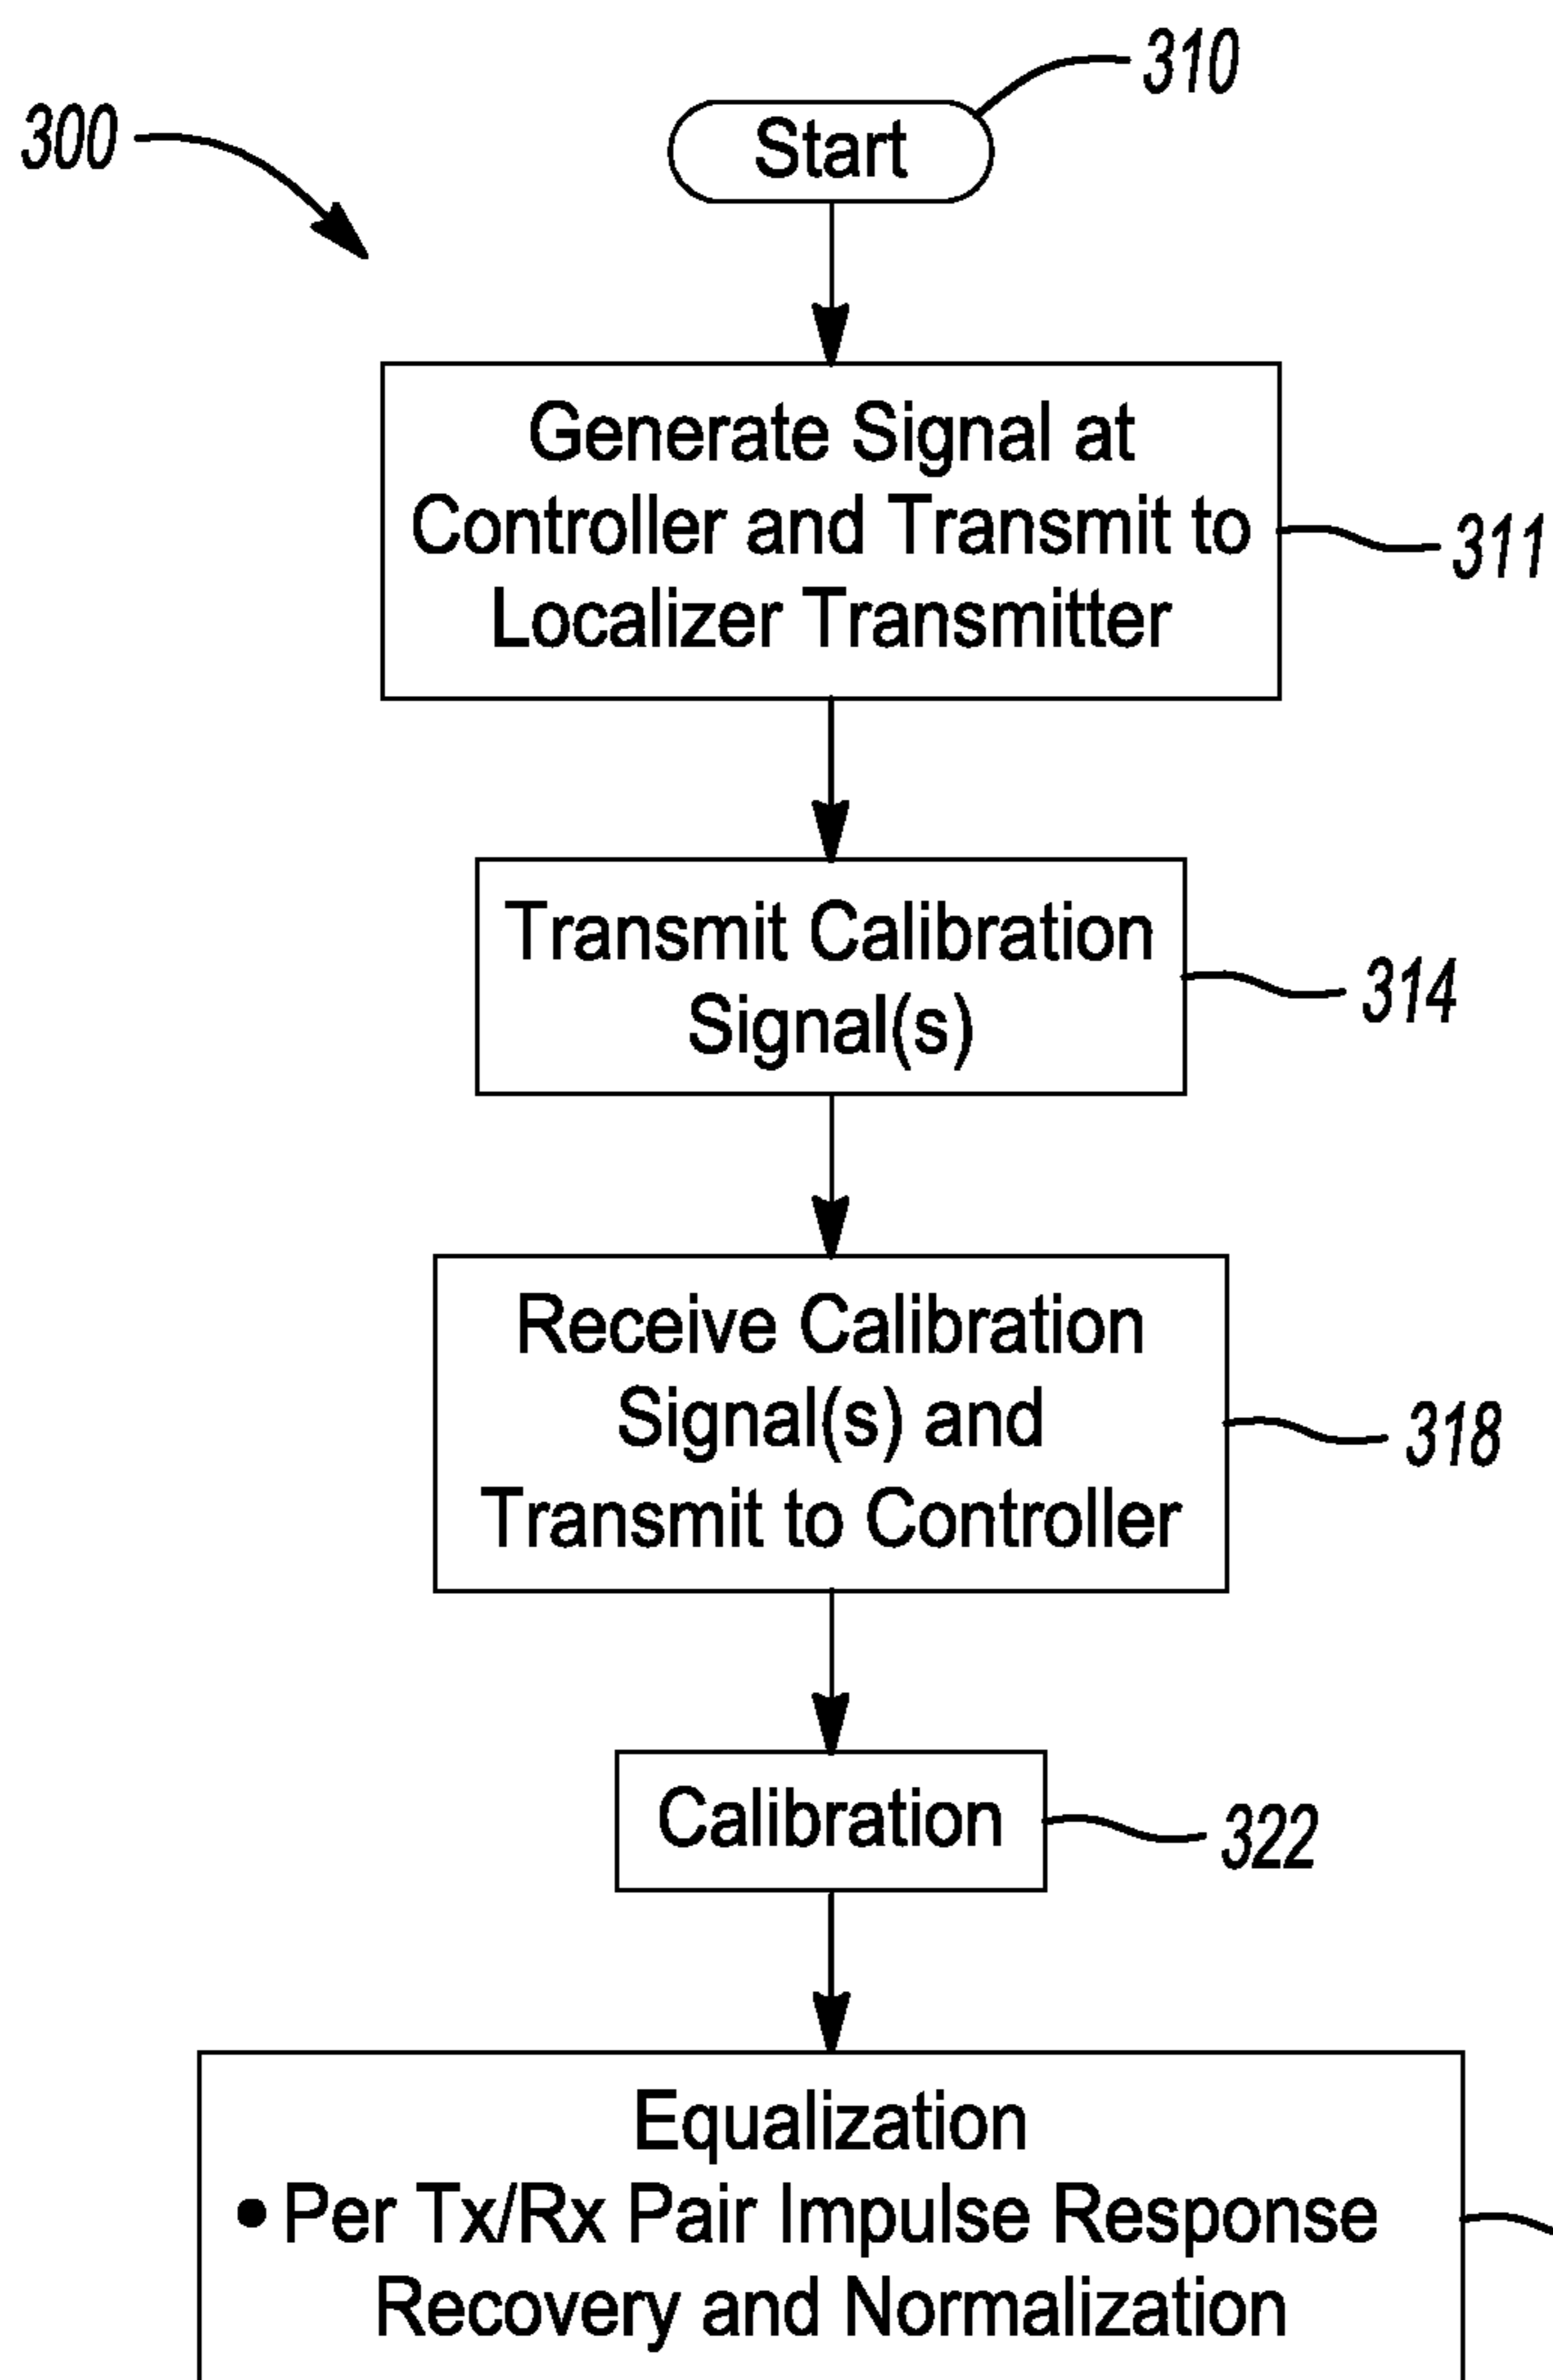 300
310
Start
Generate Signal at
Controller and Transmit to
Localizer Transmitter
311
Transmit Calibration
Signal(s)
314
Receive Calibration
Signal(s) and
Transmit to Controller
318
Calibration
322
Equalization
• Per Tx/Rx Pair Impulse Response
Recovery and Normalization